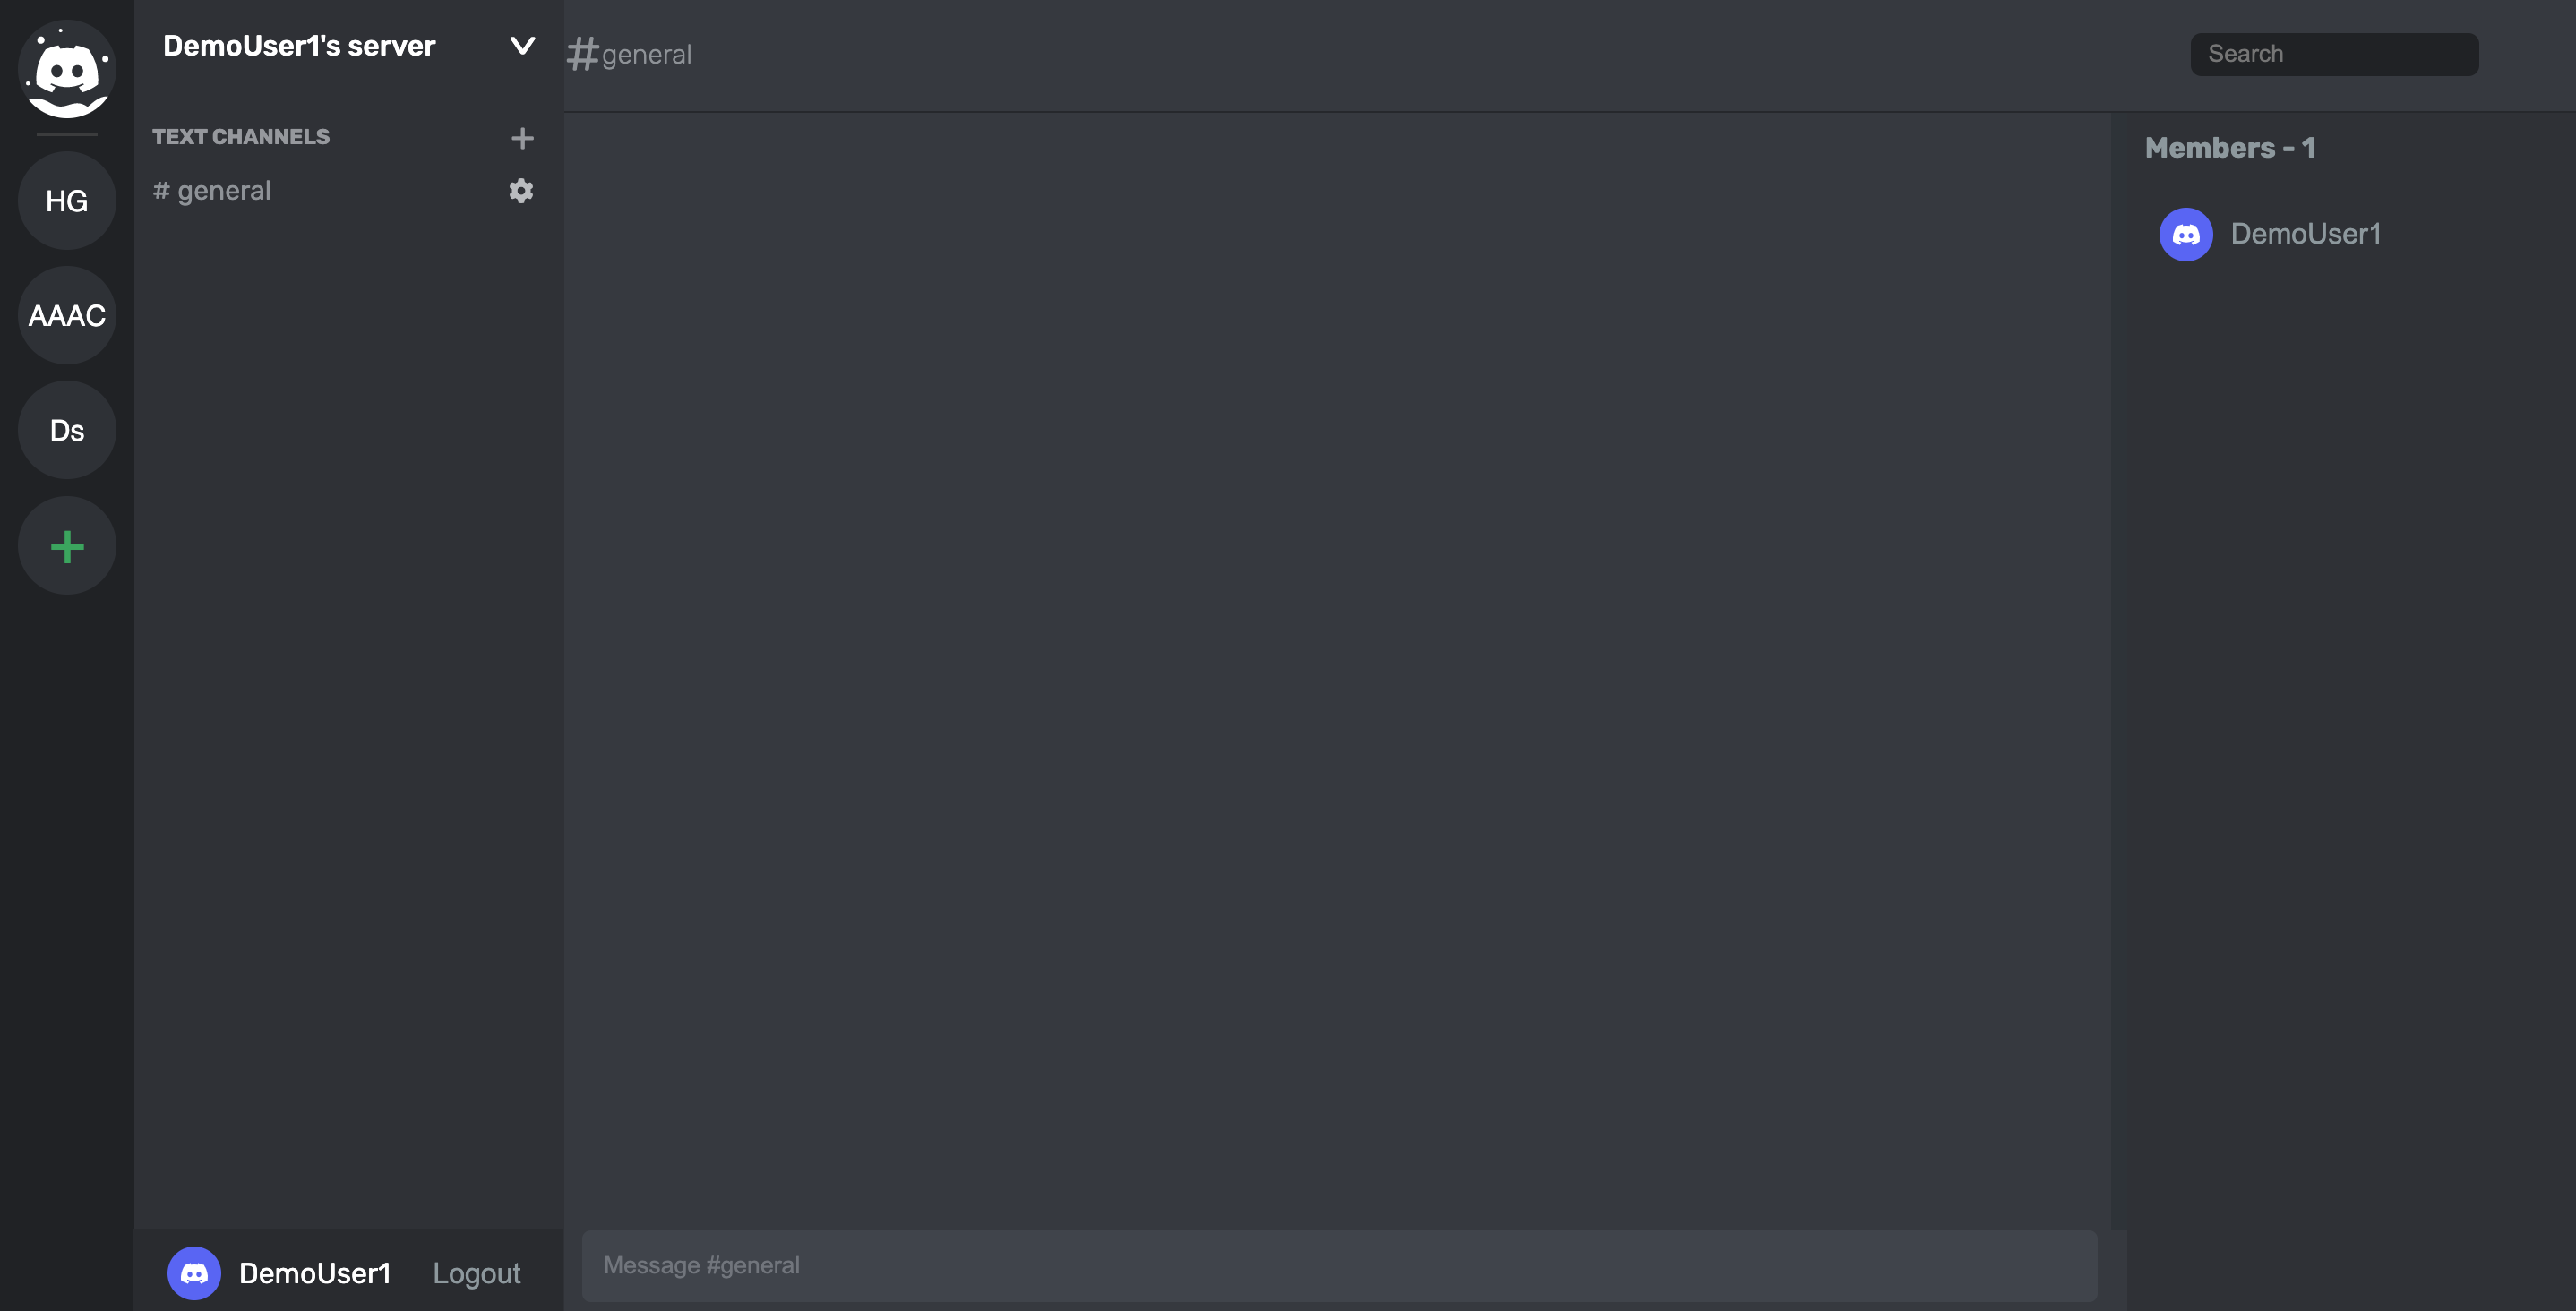 HG
AAAC
Ds
DemoUser1's server
TEXT CHANNELS
# general
DemoUser1 Logout
#general
Search
Message #general
Members - 1
DemoUser1